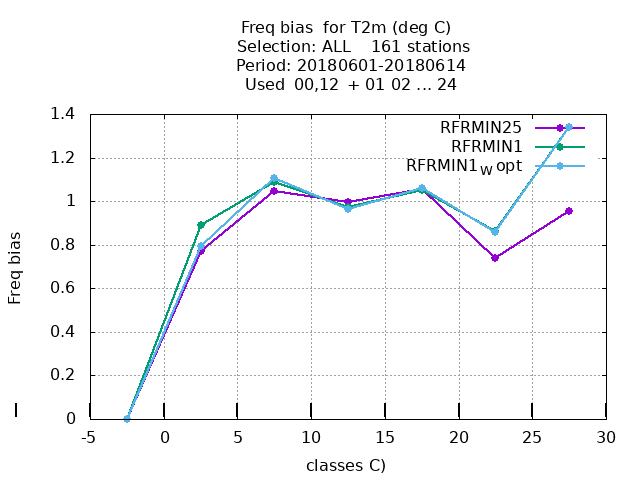 Freq bias for T2m (deg C)
Selection: ALL 161 stations
Period: 20180601-20180614
Used 00,12 + 01 02 ... 24
RFRMIN25
RFRMIN1
RFRMIN1W opt
1.4
1.2
1
0.8
0.6
0.4
0.2
0
Freq bias
-5 0 5 10 15 20 25 30
classes C)